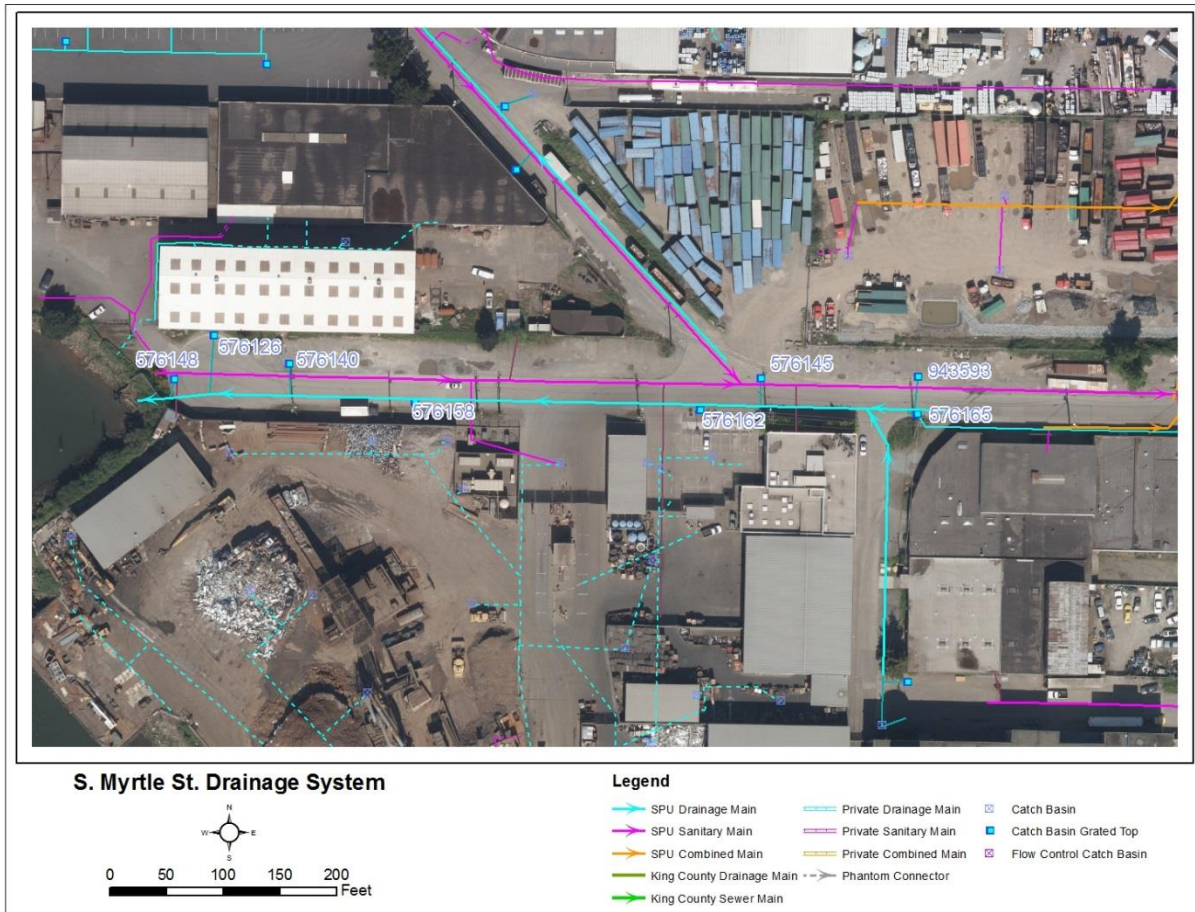 576126
576148
576140
576145
943593
576158
576162
576165
S. Myrtle St. Drainage System
N
W E
S
0 50 100 150 200
Feet
Legend
SPU Drainage Main
SPU Sanitary Main
SPU Combined Main
King County Drainage Main
King County Sewer Main
Private Drainage Main
Private Sanitary Main
Private Combined Main
Phantom Connector
Catch Basin
Catch Basin Grated Top
Flow Control Catch Basin